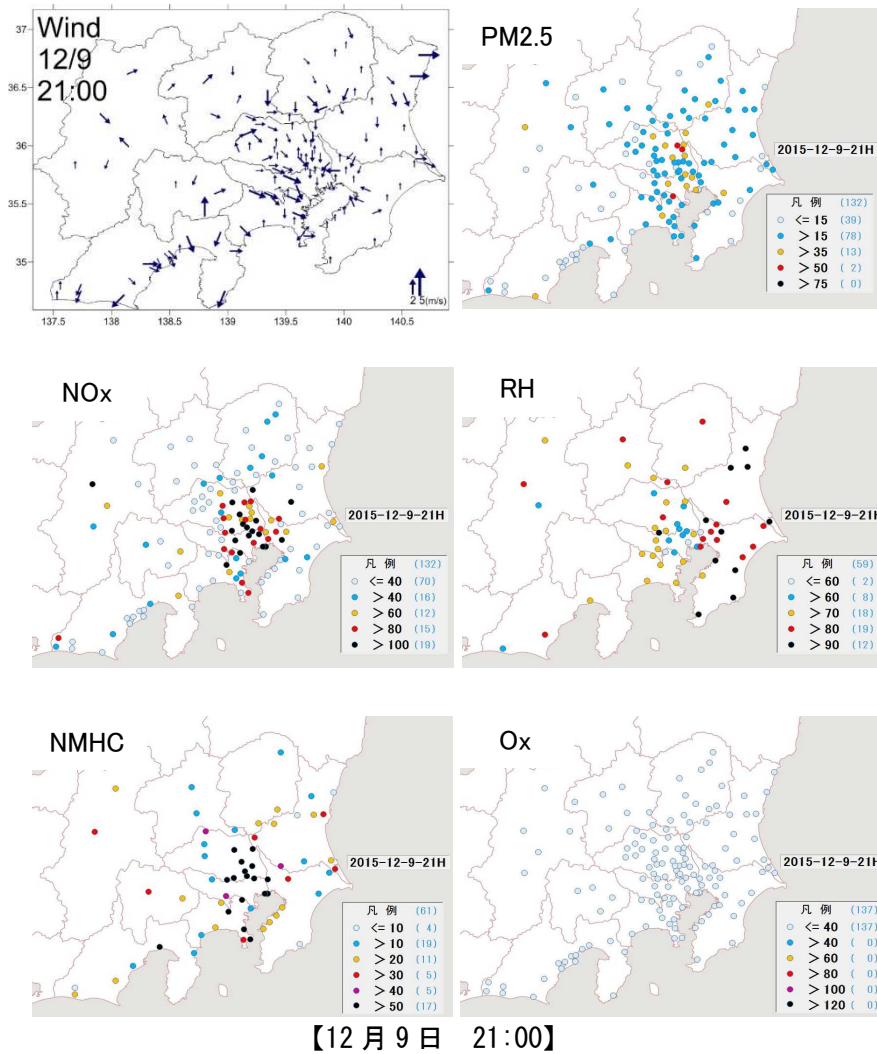 Wind
12/9
21:00
37
36.5
36
35.5
35
137.5 138 138.5 139 139.5 140 140.5
2 5(m/s)
PM2.5
2015-12-9-21H
凡 例 (132)
<= 15 (39)
> 15 (78)
> 35 (13)
> 50 ( 2)
> 75 ( 0)
NOx
2015-12-9-21H
凡 例 (132)
<= 40 (70)
> 40 (16)
> 60 (12)
> 80 (15)
> 100 (19)
RH
2015-12-9-21H
凡 例 (59)
<= 60 ( 2)
> 60 ( 8)
> 70 (18)
> 80 (19)
> 90 (12)
NMHC
2015-12-9-21H
凡 例 (61)
<= 10 ( 4)
> 10 (19)
> 20 (11)
> 30 ( 5)
> 40 ( 5)
> 50 (17)
Ox
2015-12-9-21H
凡 例 (137)
<= 40 (137)
> 40 ( 0)
> 60 ( 0)
> 80 ( 0)
> 100 ( 0)
> 120 ( 0)
【12 月 9 日 21:00】